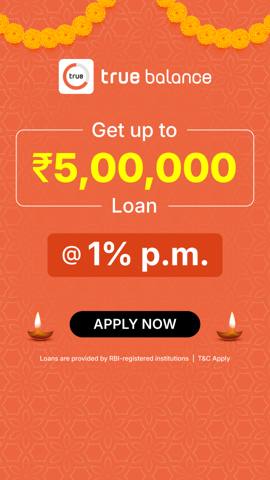 true
true balance
Get up to
₹5,00,000
Loan
@ 1% p.m.
APPLY NOW
Loans are provided by RBI-registered institutions | T&C Apply